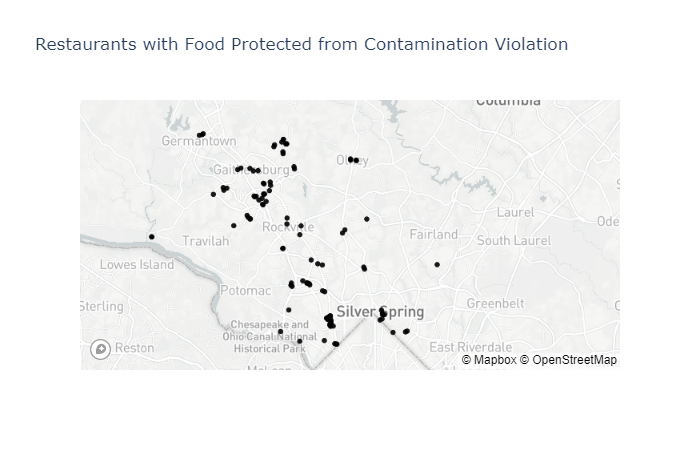 Restaurants with Food Protected from Contamination Violation
Columbia
Germantown
Gaithersburg
Olney
Laurel
Rockville
Fairland
South Laurel
Travilah
Lowes Island
Potomac
Sterling
Greenbelt
Silver Spring
Chesapeake and
Ohio Canal National
Historical Park
Reston
East Riverdale
© Mapbox © OpenStreetMap